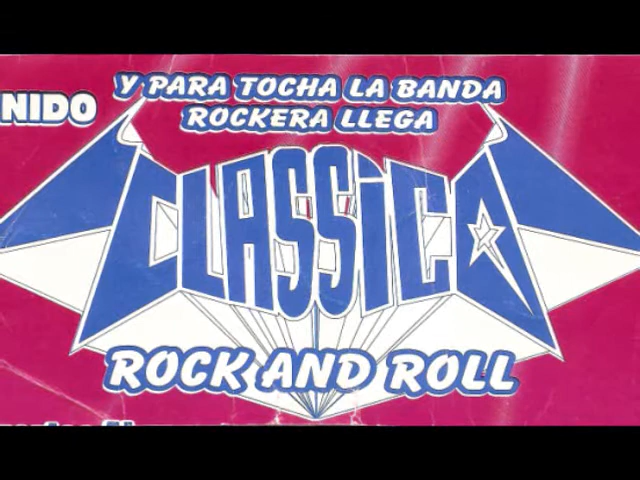 Y PARA TOCHA LA BANDA
NIDO
ROCKERA LLEGA
CLASSICO
ROCK AND ROLL